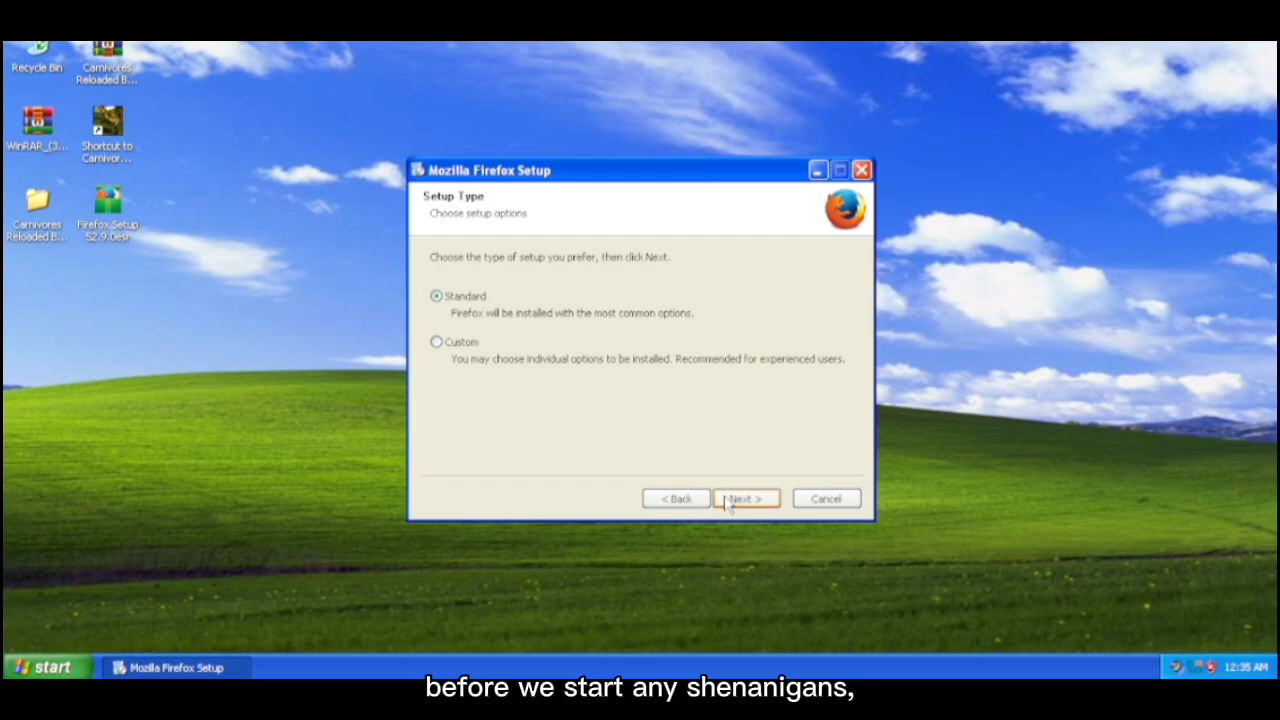 Recycle Bin
Carnivores
Reloaded B...
WinRAR_(3...
Shortcut to
Carnivor...
Carnivores
Reloaded B...
Firefox Setup
52.9.0esr
Mozilla Firefox Setup
Setup Type
Choose setup options
Choose the type of setup you prefer, then click Next.
Standard
Firefox will be installed with the most common options.
Custom
You may choose individual options to be installed. Recommended for experienced users.
< Back
Next >
Cancel
start
Mozilla Firefox Setup
12:35 AM
before we start any shenanigans,